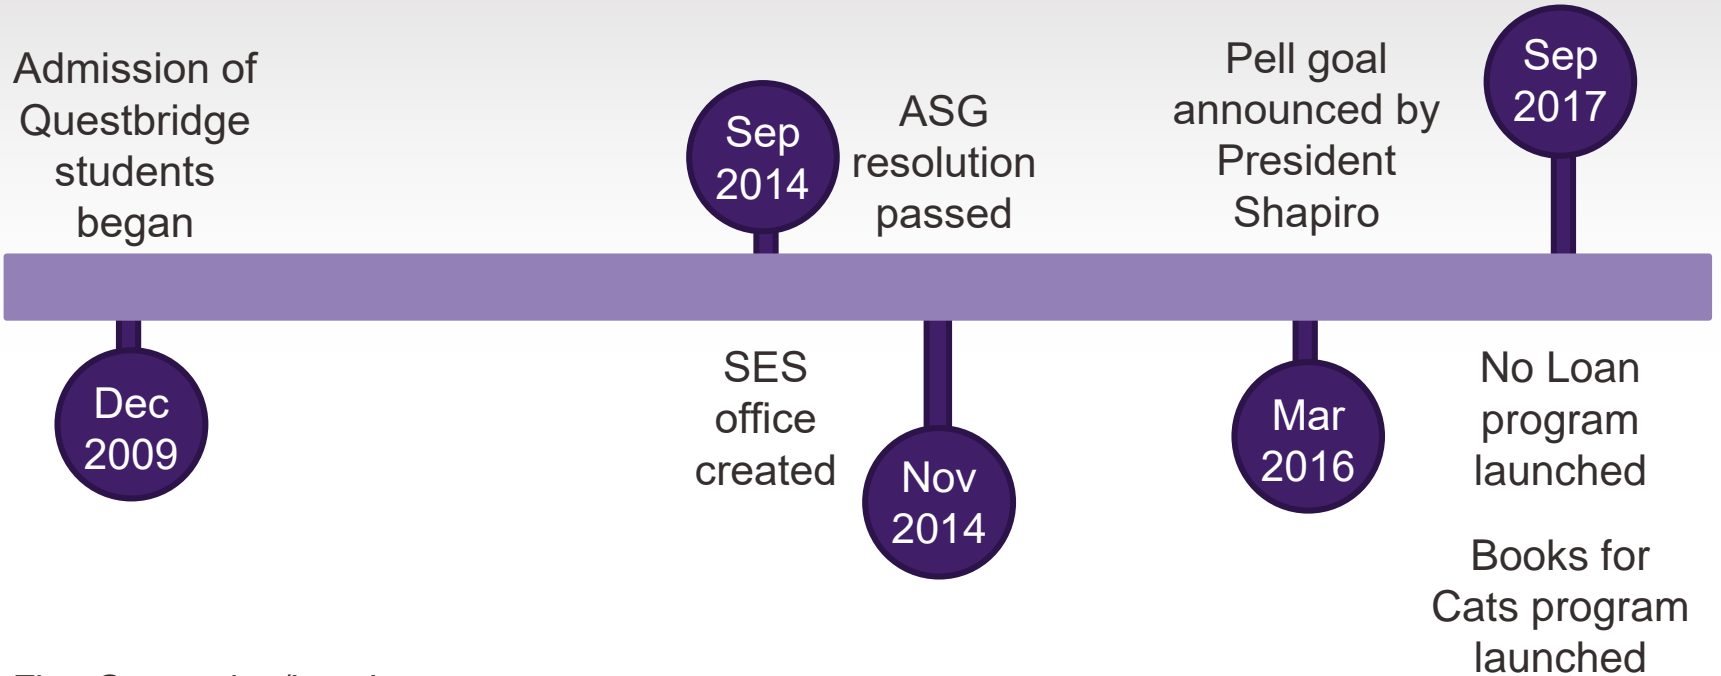 Admission of
Questbridge
students
began
Dec
2009
Sep
2014
SES
office
created
ASG
resolution
passed
Nov
2014
Pell goal
announced by
President
Shapiro
Mar
2016
Sep
2017
No Loan
program
launched
Books for
Cats program
launched